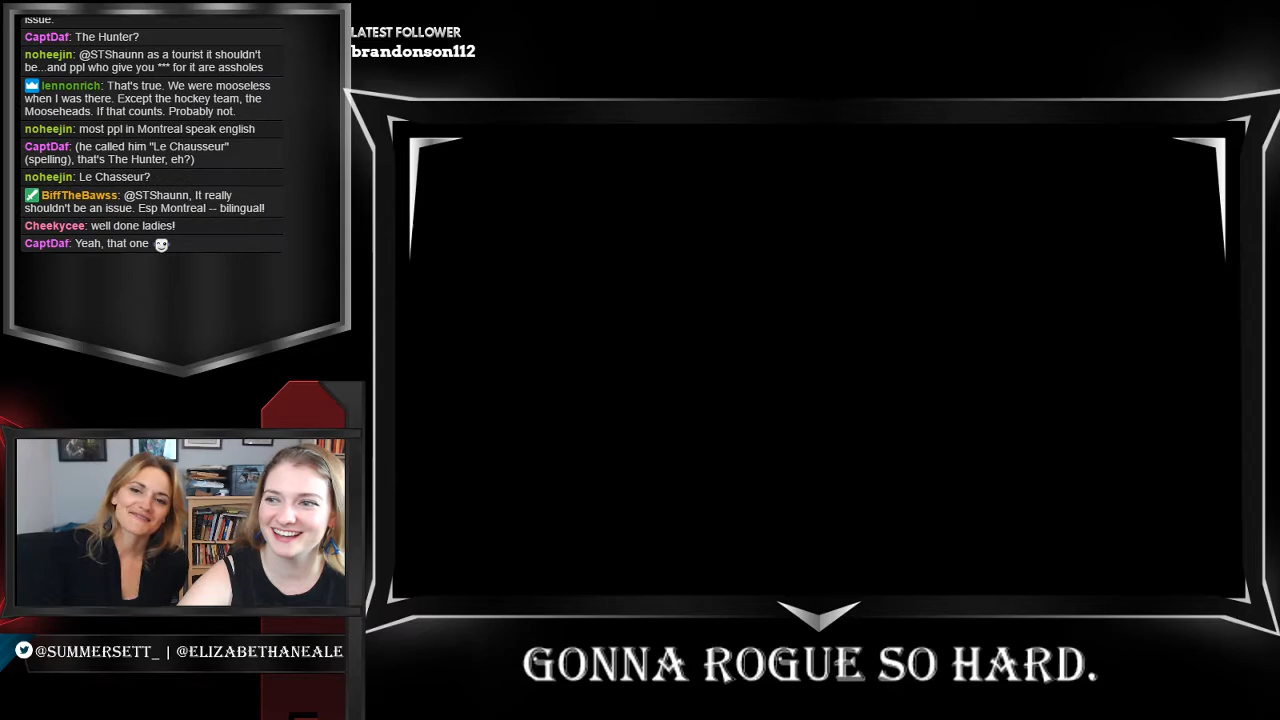 issue.
CaptDaf: The Hunter?
noheejin: @STShaunn as a tourist it shouldn't
be...and ppl who give you *** for it are assholes
lennonrich: That's true. We were mooseless
when I was there. Except the hockey team, the
Mooseheads. If that counts. Probably not.
noheejin: most ppl in Montreal speak english
CaptDaf: (he called him "Le Chausseur"
(spelling), that's The Hunter, eh?)
noheejin: Le Chasseur?
BiffTheBawss: @STShaunn, It really
shouldn't be an issue. Esp Montreal -- bilingual!
Cheekycee: well done ladies!
CaptDaf: Yeah, that one
LATEST FOLLOWER
brandonson112
@SUMMERSETT_ | @ELIZABETHANEALE
GONNA ROGUE SO HARD.